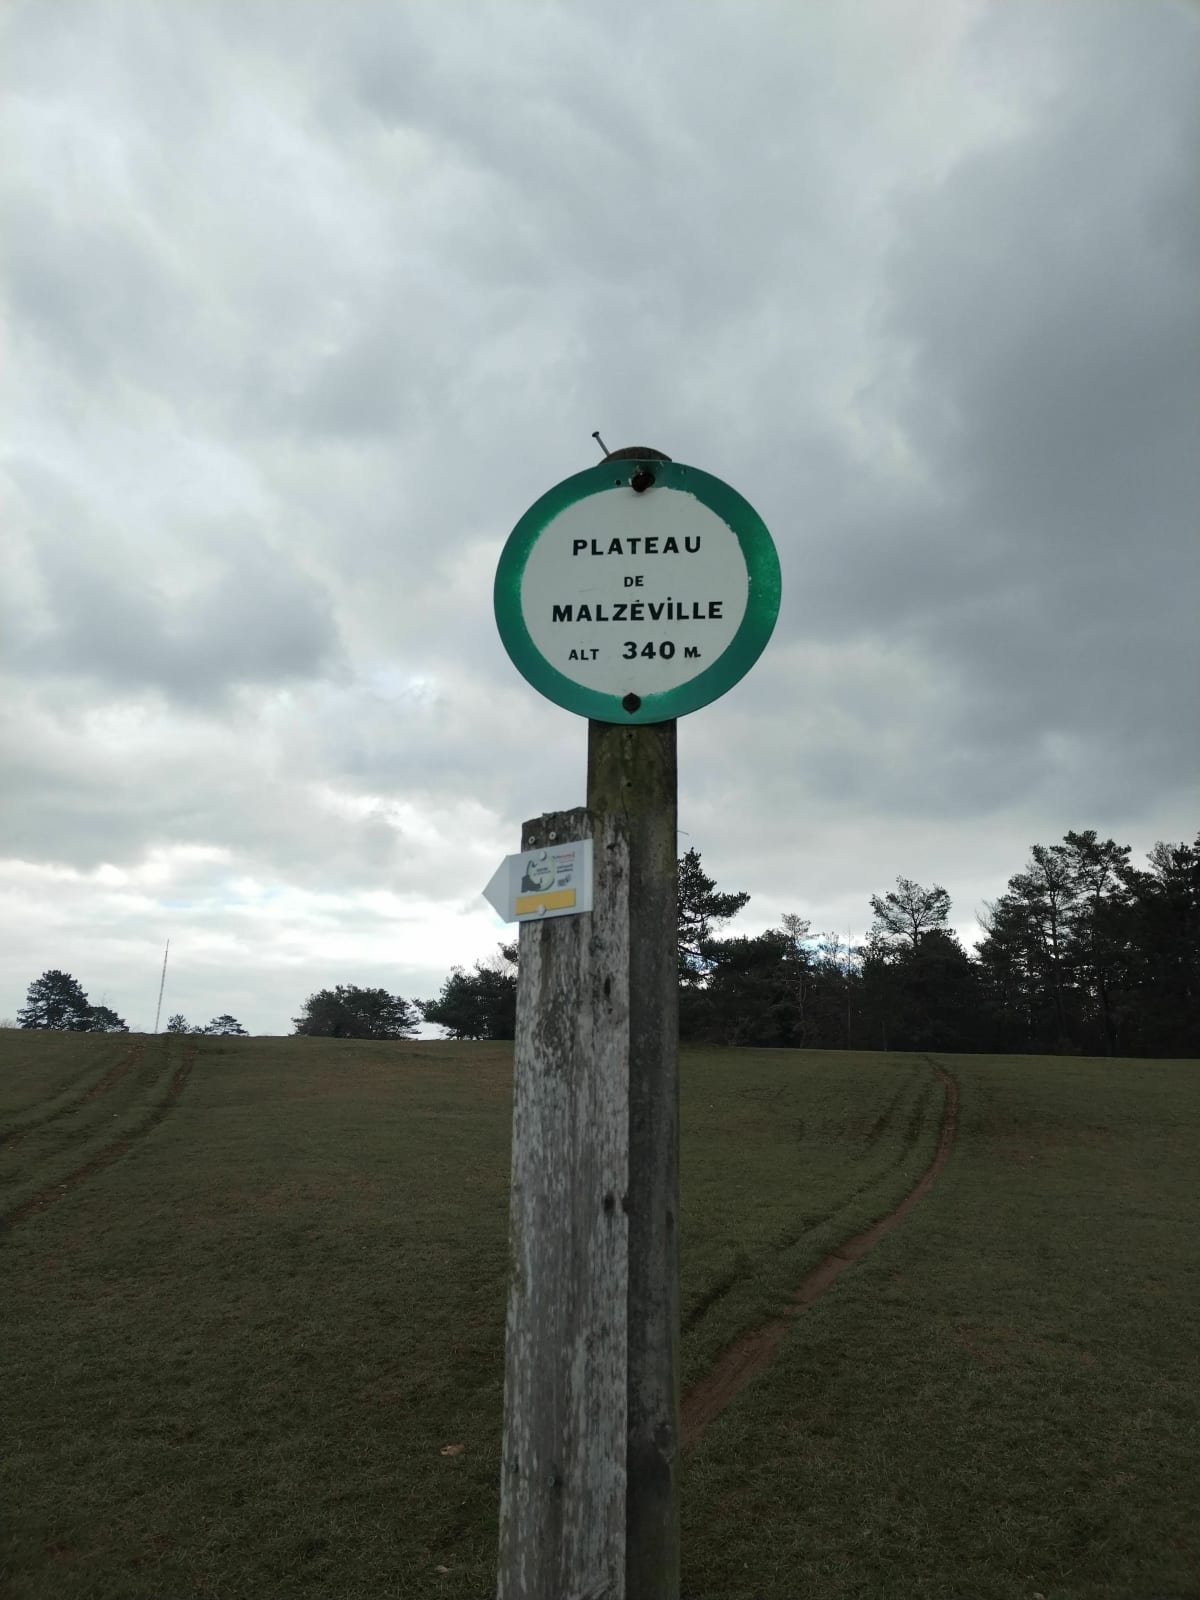 PLATEAU
DE
MALZÉVILLE
ALT 340 M.